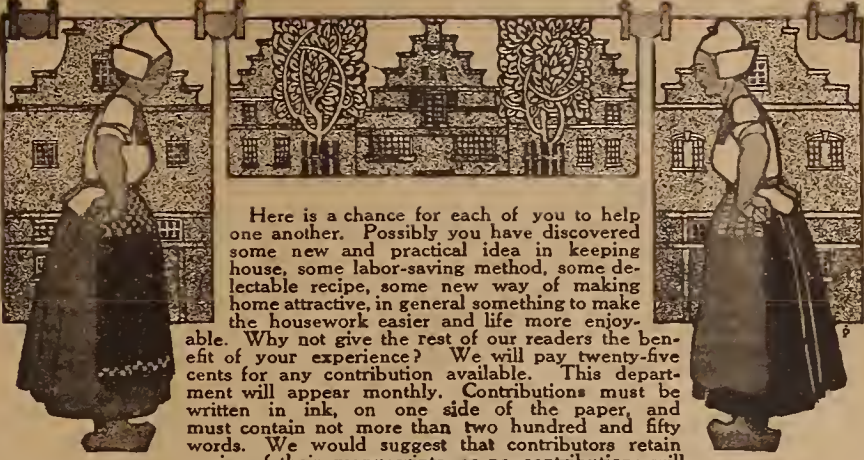 Here is a chance for each of you to help
one another. Possibly you have discovered
some new and practical idea in keeping
house, some labor-saving method, some de-
lectable recipe, some new way of making
home attractive, in general something to make
the housework easier and life more enjoy-
able. Why not give the rest of our readers the ben-
efit of your experience? We will pay twenty-five
cents for any contribution available. This depart-
ment will appear monthly. Contributions must be
written in ink, on one side of the paper, and
must contain not more than two hundred and fifty
words. We would suggest that contributors retain